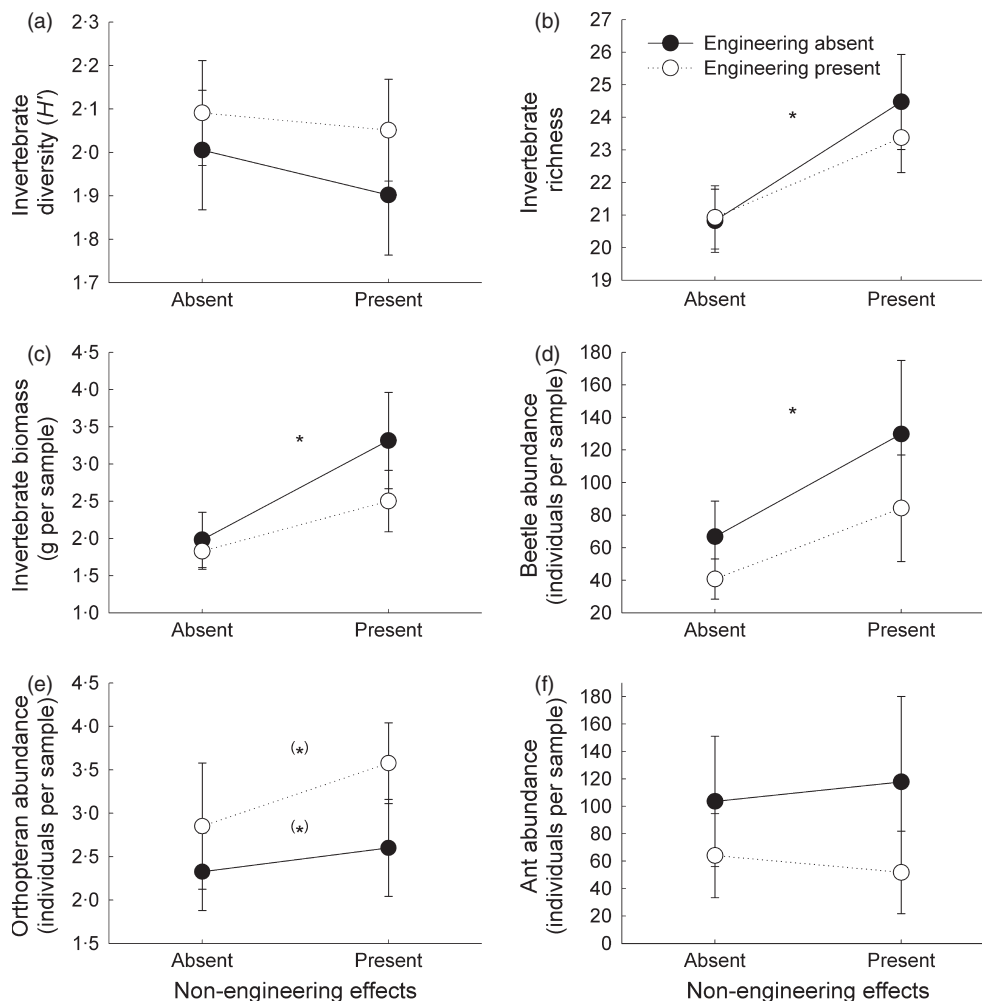 (a)
2·3
2·2
2·1
2·0
1·9
1·8
1·7
Invertebrate
diversity (H′)
Absent
Present
(b)
27
26
25
24
23
22
21
20
19
Invertebrate
richness
Engineering absent
Engineering present
*
Absent
Present
(c)
4·5
4·0
3·5
3·0
2·5
2·0
1·5
1·0
Invertebrate biomass
(g per sample)
*
Absent
Present
(d)
180
160
140
120
100
80
60
40
20
Beetle abundance
(individuals per sample)
*
Absent
Present
(e)
4·5
4·0
3·5
3·0
2·5
2·0
1·5
Orthopteran abundance
(individuals per sample)
(*)
(*)
Absent
Present
Non-engineering effects
(f)
180
160
140
120
100
80
60
40
20
0
Ant abundance
(individuals per sample)
Absent
Present
Non-engineering effects